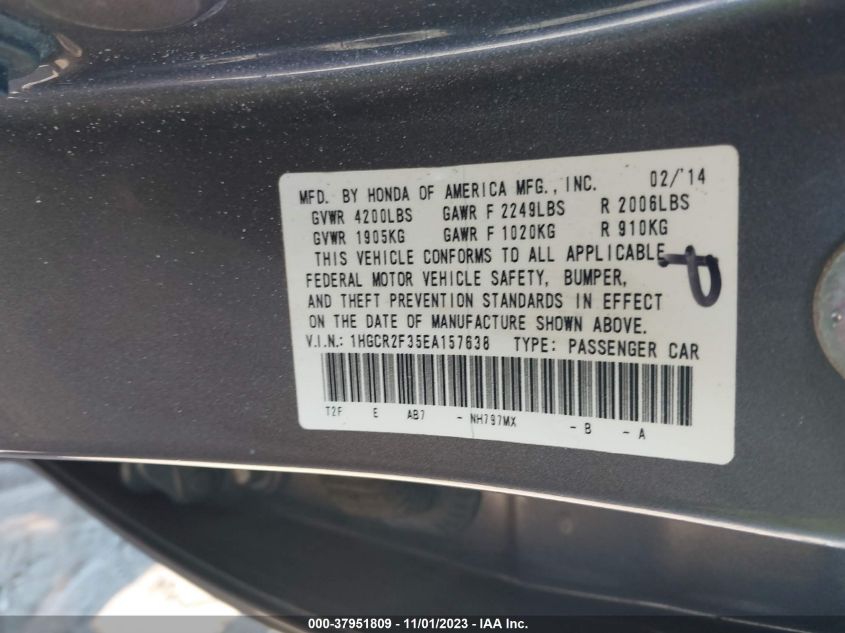 MFD. BY HONDA OF AMERICA MFG., INC. 02/'14
GVWR 4200LBS GAWR F 2249LBS R 2006LBS
GVWR 1905KG GAWR F 1020KG R 910KG
THIS VEHICLE CONFORMS TO ALL APPLICABLE
FEDERAL MOTOR VEHICLE SAFETY, BUMPER,
AND THEFT PREVENTION STANDARDS IN EFFECT
ON THE DATE OF MANUFACTURE SHOWN ABOVE.
V.I.N.: 1HGCR2F35EA157638 TYPE: PASSENGER CAR
T2F E AB7 - NH797MX - B - A
000-37951809 - 11/01/2023 - IAA Inc.